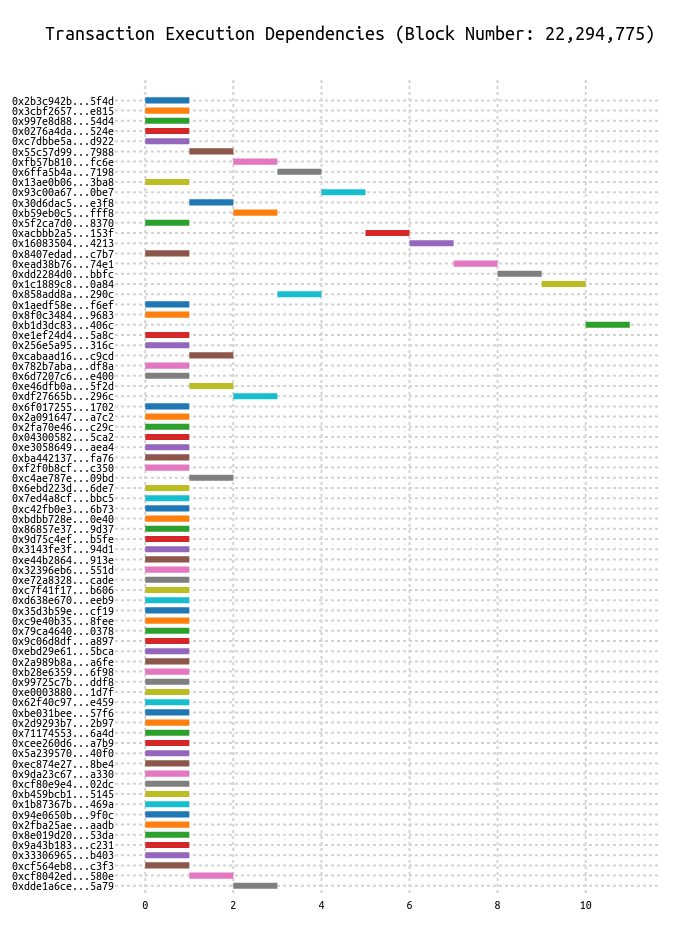 Transaction Execution Dependencies (Block Number: 22,294,775)
0x2b3c942b...5f4d
0x3cbf2657...e815
0x997e8d88...54d4
0x0276a4da...524e
0xc7dbbe5a...d922
0x55c57d99...7988
0xfb57b810...fc6e
0x6ffa5b4a...7198
0x13ae0b06...3ba8
0x93c00a67...0be7
0x30d6dac5...e3f8
0xb59eb0c5...fff8
0x5f2ca7d0...8370
0xacbbb2a5...153f
0x16083504...4213
0x8407edad...c7b7
0xead38b76...74e1
0xdd2284d0...bbfc
0x1c1889c8...0a84
0x858add8a...290c
0x1aedf58e...f6ef
0x8f0c3484...9683
0xb1d3dc83...406c
0xe1ef24d4...5a8c
0x256e5a95...316c
0xcabaad16...c9cd
0x782b7aba...df8a
0x6d7207c6...e400
0xe46dfb0a...5f2d
0xdf27665b...296c
0x6f017255...1702
0x2a091647...a7c2
0x2fa70e46...c29c
0x04300582...5ca2
0xe3058649...aea4
0xba442137...fa76
0xf2f0b8cf...c350
0xc4ae787e...09bd
0x6ebd223d...6de7
0x7ed4a8cf...bbc5
0xc42fb0e3...6b73
0xbdbb728e...0e40
0x86857e37...9d37
0x9d75c4ef...b5fe
0x3143fe3f...94d1
0xe44b2864...913e
0x32396eb6...551d
0xe72a8328...cade
0xc7f41f17...b606
0xd638e670...eeb9
0x35d3b59e...cf19
0xc9e40b35...8fee
0x79ca4640...0378
0x9c06d8df...a897
0xebd29e61...5bca
0x2a989b8a...a6fe
0xb28e6359...6f98
0x99725c7b...ddf8
0xe0003880...1d7f
0x62f40c97...e459
0xbe031bee...57f6
0x2d9293b7...2b97
0x71174553...6a4d
0xcee260d6...a7b9
0x5a239570...40f0
0xec874e27...8be4
0x9da23c67...a330
0xcf80e9e4...02dc
0xb459bcb1...5145
0x1b87367b...469a
0x94e0650b...9f0c
0x2fba25ae...aadb
0x8e019d20...53da
0x9a43b183...c231
0x33306965...b403
0xcf564eb8...c3f3
0xcf8042ed...580e
0xdde1a6ce...5a79
0 2 4 6 8 10